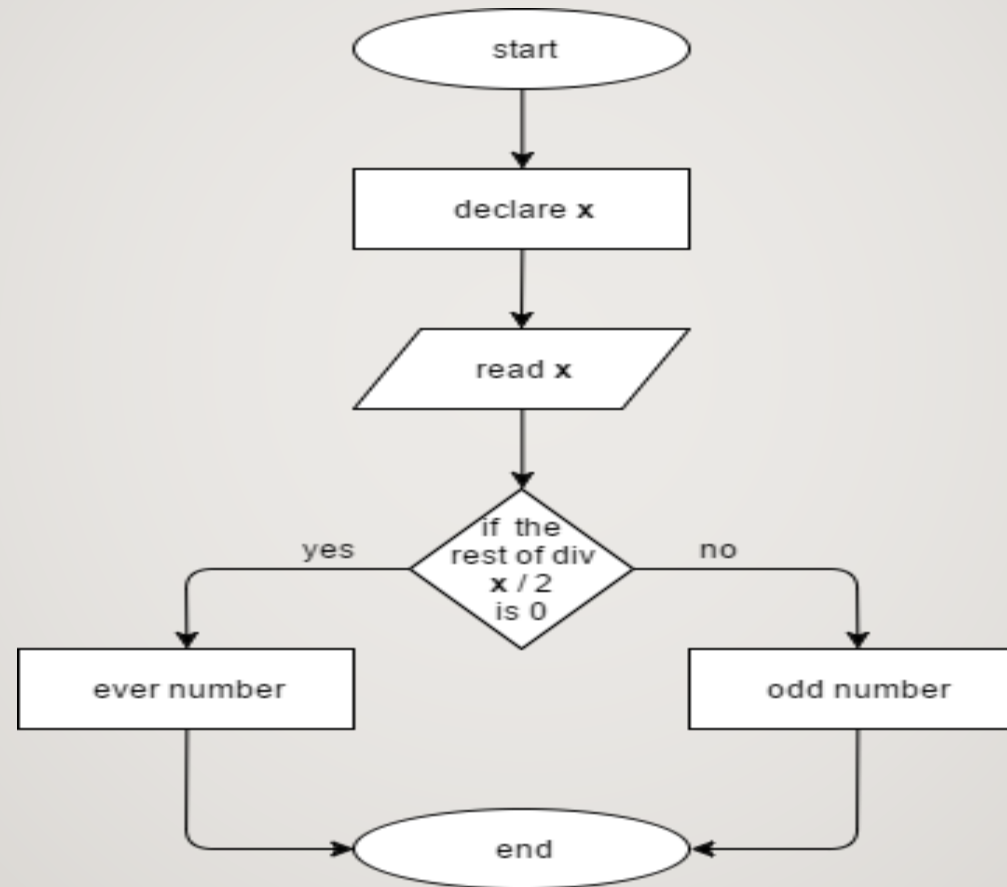 start
declare x
read x
if the
rest of div
x / 2
is 0
yes
no
ever number
odd number
end